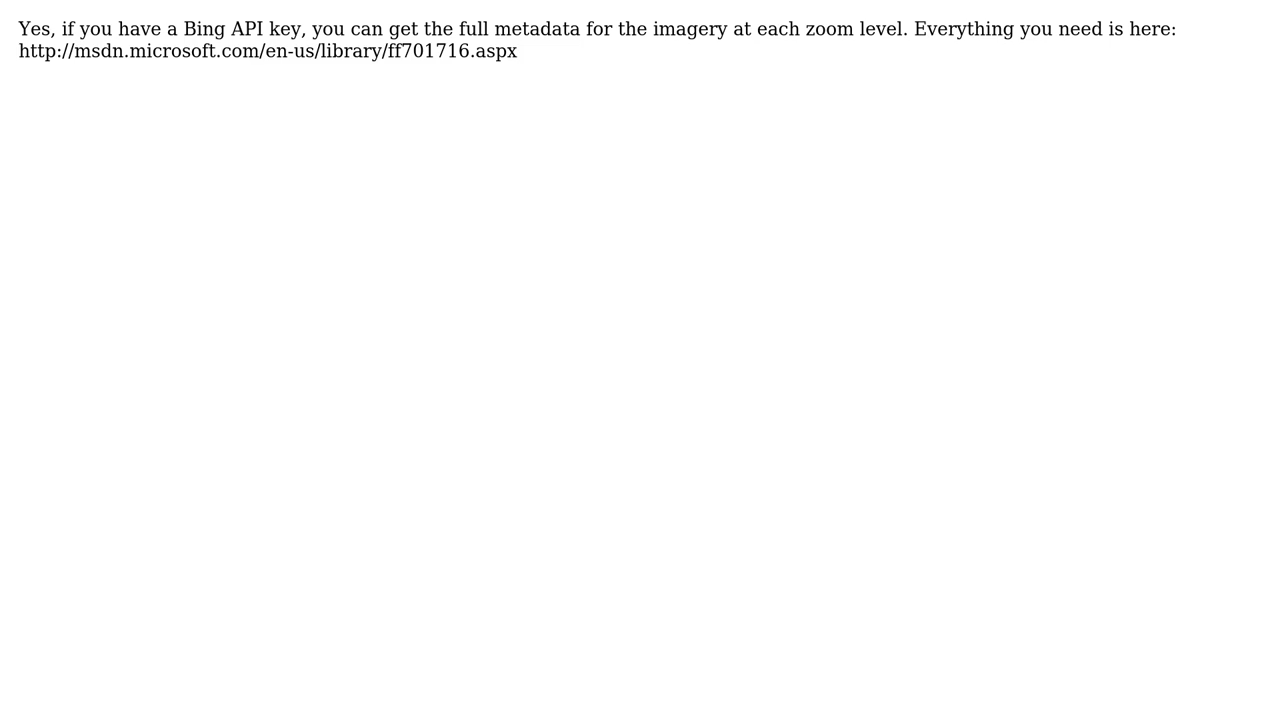 Yes, if you have a Bing API key, you can get the full metadata for the imagery at each zoom level. Everything you need is here:
http://msdn.microsoft.com/en-us/library/ff701716.aspx